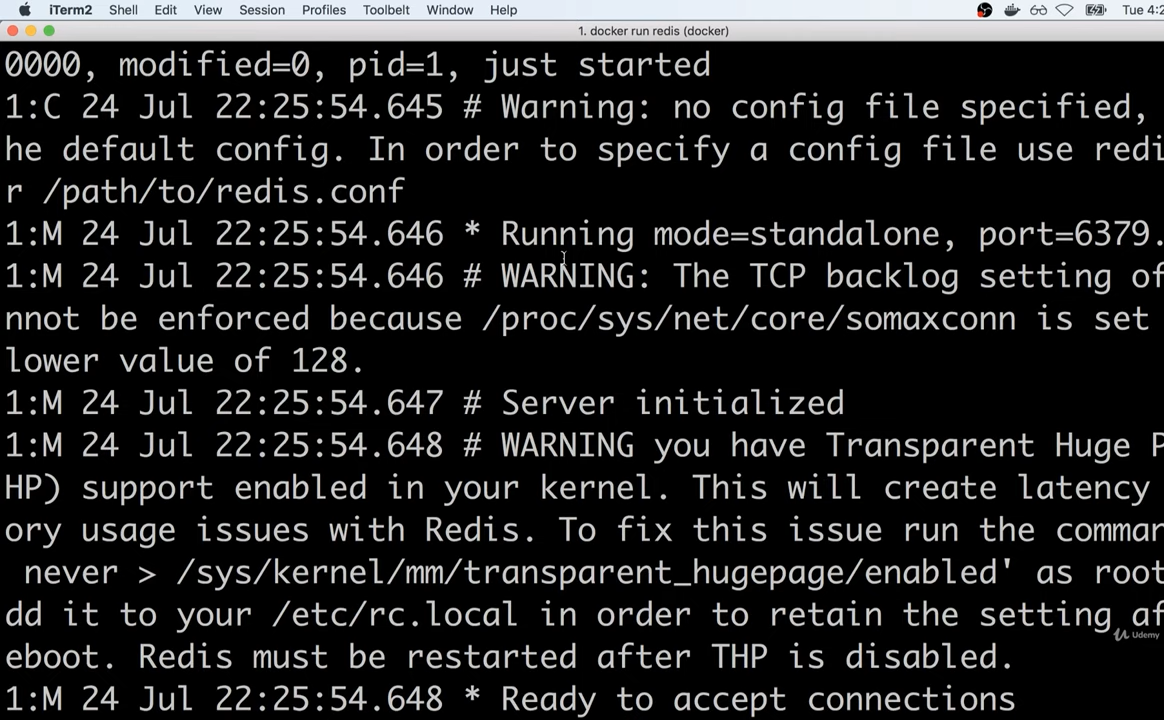 iTerm2 Shell Edit View Session Profiles Toolbelt Window Help Tue 4:2
1. docker run redis (docker)
0000, modified=0, pid=1, just started
1:C 24 Jul 22:25:54.645 # Warning: no config file specified,
he default config. In order to specify a config file use redi
r /path/to/redis.conf
1:M 24 Jul 22:25:54.646 * Running mode=standalone, port=6379.
1:M 24 Jul 22:25:54.646 # WARNING: The TCP backlog setting of
nnot be enforced because /proc/sys/net/core/somaxconn is set
lower value of 128.
1:M 24 Jul 22:25:54.647 # Server initialized
1:M 24 Jul 22:25:54.648 # WARNING you have Transparent Huge P
HP) support enabled in your kernel. This will create latency
ory usage issues with Redis. To fix this issue run the comman
never > /sys/kernel/mm/transparent_hugepage/enabled' as root
dd it to your /etc/rc.local in order to retain the setting af
Udemy
eboot. Redis must be restarted after THP is disabled.
1:M 24 Jul 22:25:54.648 * Ready to accept connections